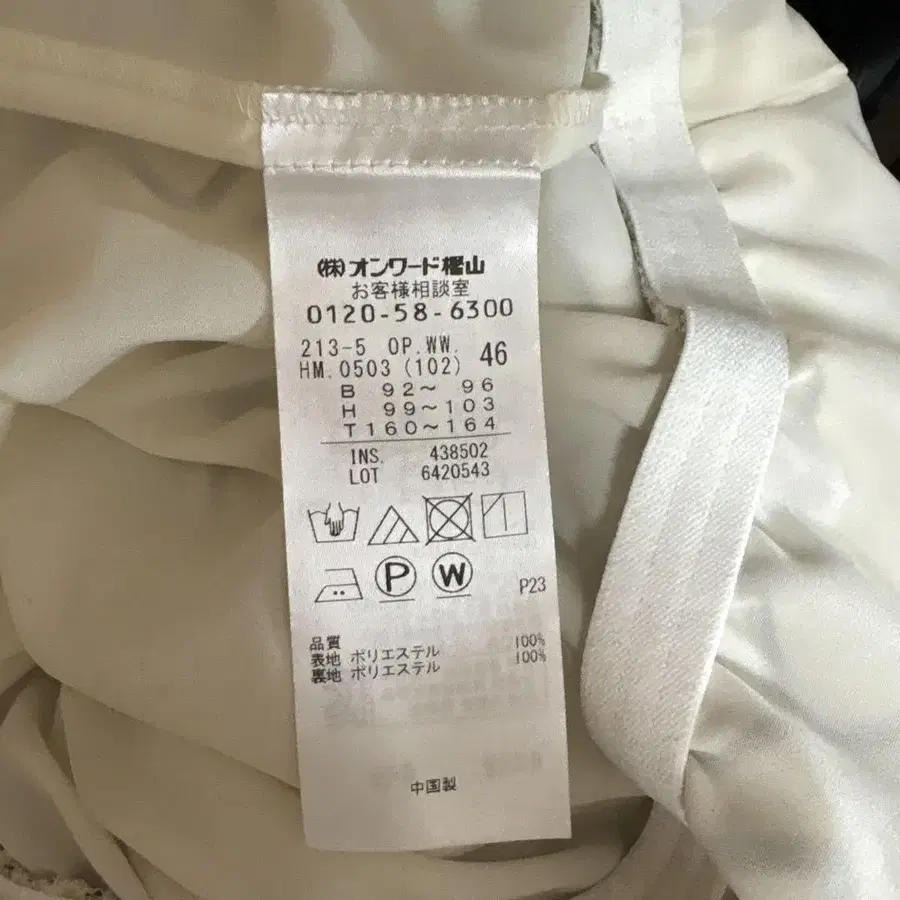 ㈱オンワード樫山
お客様相談室
0120-58-6300
213-5 OP.WW. 46
HM.0503 (102)
B 92～ 96
H 99～103
T160～164
INS. 438502
LOT 6420543
P W
P23
品質
表地 ポリエステル 100%
裏地 ポリエステル 100%
中国製